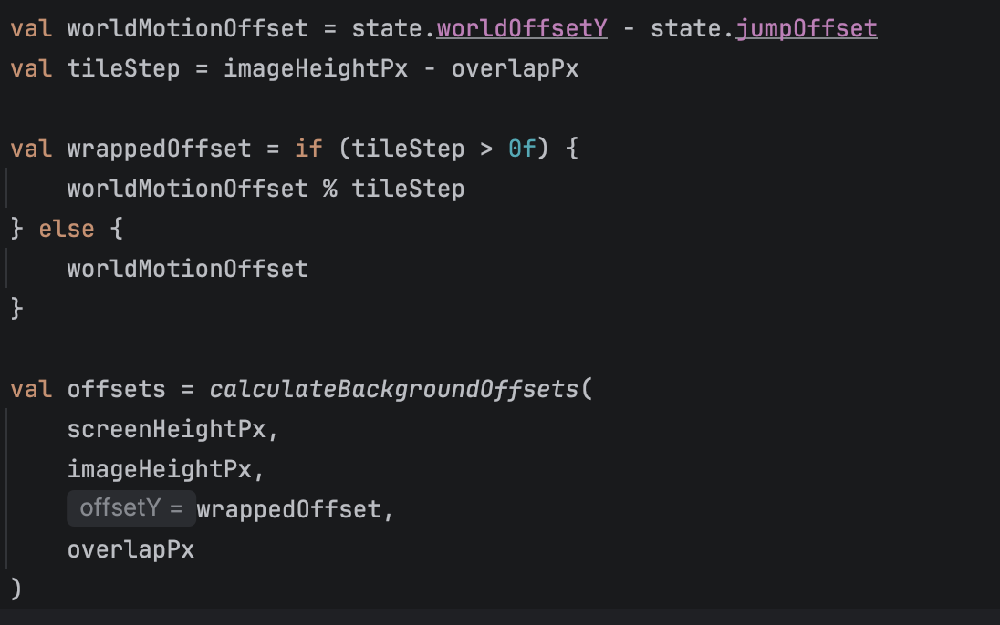 val worldMotionOffset = state.worldOffsetY - state.jumpOffset
val tileStep = imageHeightPx - overlapPx
val wrappedOffset = if (tileStep > 0f) {
worldMotionOffset % tileStep
} else {
worldMotionOffset
}
val offsets = calculateBackgroundOffsets(
screenHeightPx,
imageHeightPx,
offsetY = wrappedOffset,
overlapPx
)